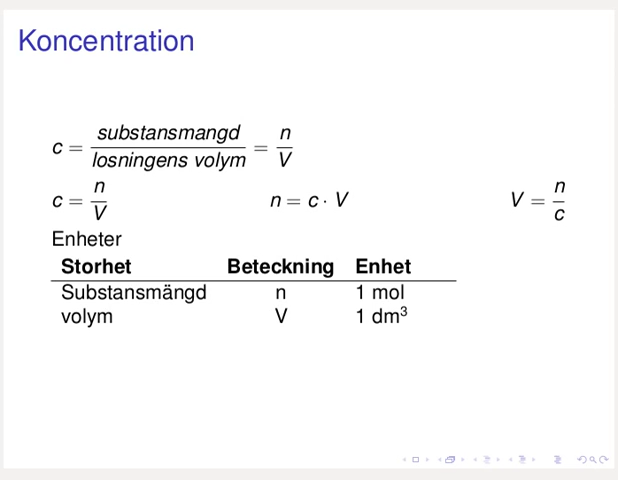 Koncentration
c = substansmangd / losningens volym = n / V
c = n / V n = c · V V = n / c
Enheter
Storhet Beteckning Enhet
Substansmängd n 1 mol
volym V 1 dm³